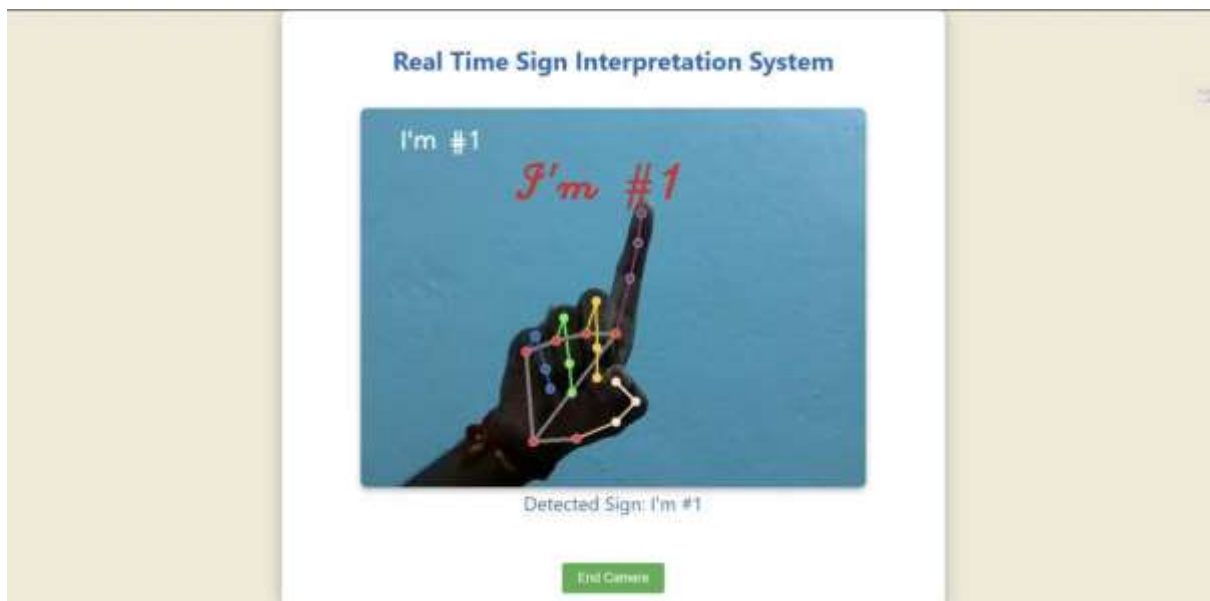 Real Time Sign Interpretation System
I'm #1
I'm #1
Detected Sign: I'm #1
End Camera